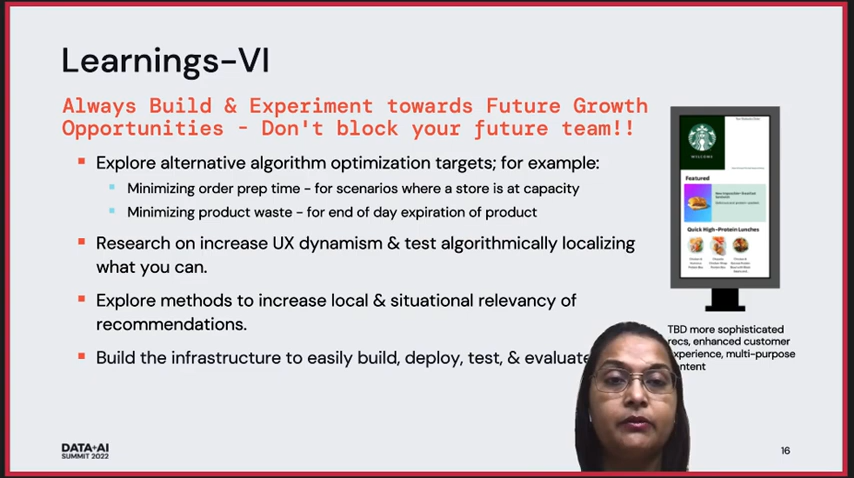 Learnings-VI
Always Build & Experiment towards Future Growth
Opportunities - Don't block your future team!!
Explore alternative algorithm optimization targets; for example:
Minimizing order prep time - for scenarios where a store is at capacity
Minimizing product waste - for end of day expiration of product
Research on increase UX dynamism & test algorithmically localizing
what you can.
Explore methods to increase local & situational relevancy of
recommendations.
Build the infrastructure to easily build, deploy, test, & evaluate
WELCOME
Featured
Quick High-Protein Lunches
TBD more sophisticated
recs, enhanced customer
experience, multi-purpose
DATA+AI
SUMMIT 2022
16